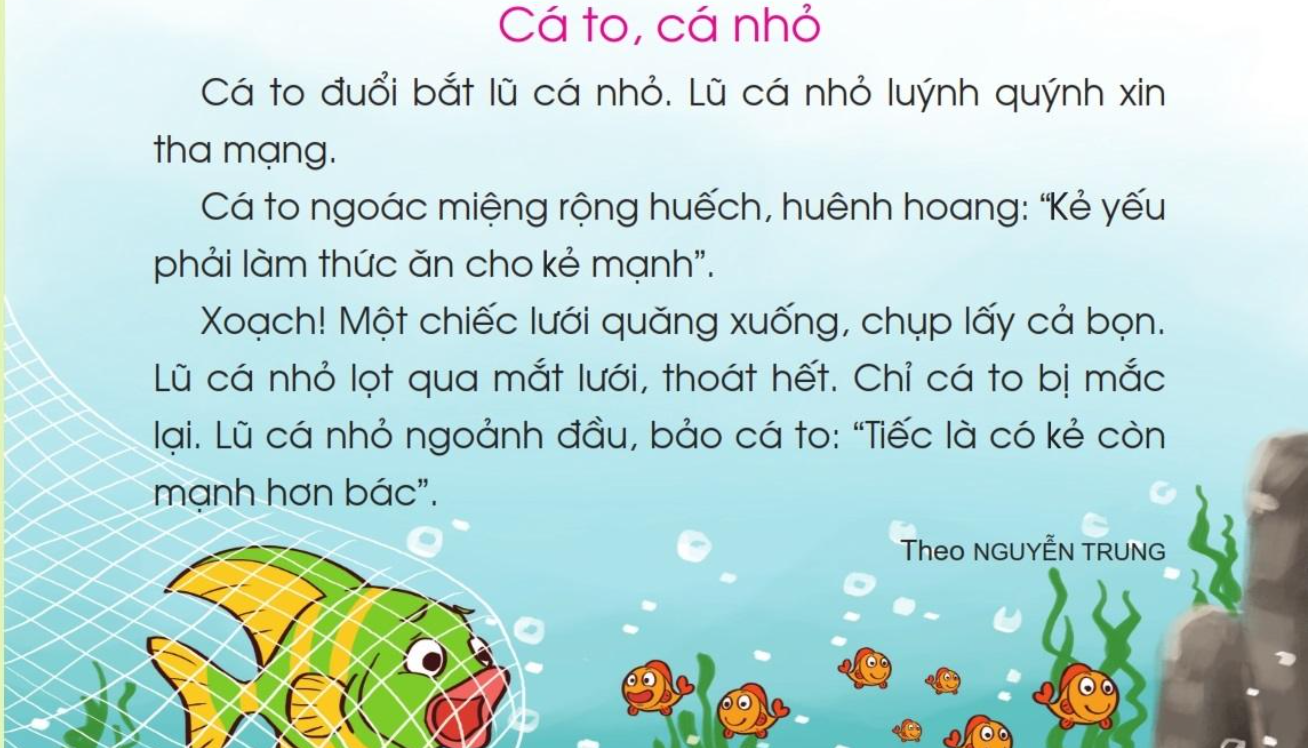 Cá to, cá nhỏ
Cá to đuổi bắt lũ cá nhỏ. Lũ cá nhỏ luýnh quýnh xin
tha mạng.
Cá to ngoác miệng rộng huếch, huênh hoang: “Kẻ yếu
phải làm thức ăn cho kẻ mạnh”.
Xoạch! Một chiếc lưới quăng xuống, chụp lấy cả bọn.
Lũ cá nhỏ lọt qua mắt lưới, thoát hết. Chỉ cá to bị mắc
lại. Lũ cá nhỏ ngoảnh đầu, bảo cá to: “Tiếc là có kẻ còn
mạnh hơn bác”.
Theo NGUYỄN TRUNG